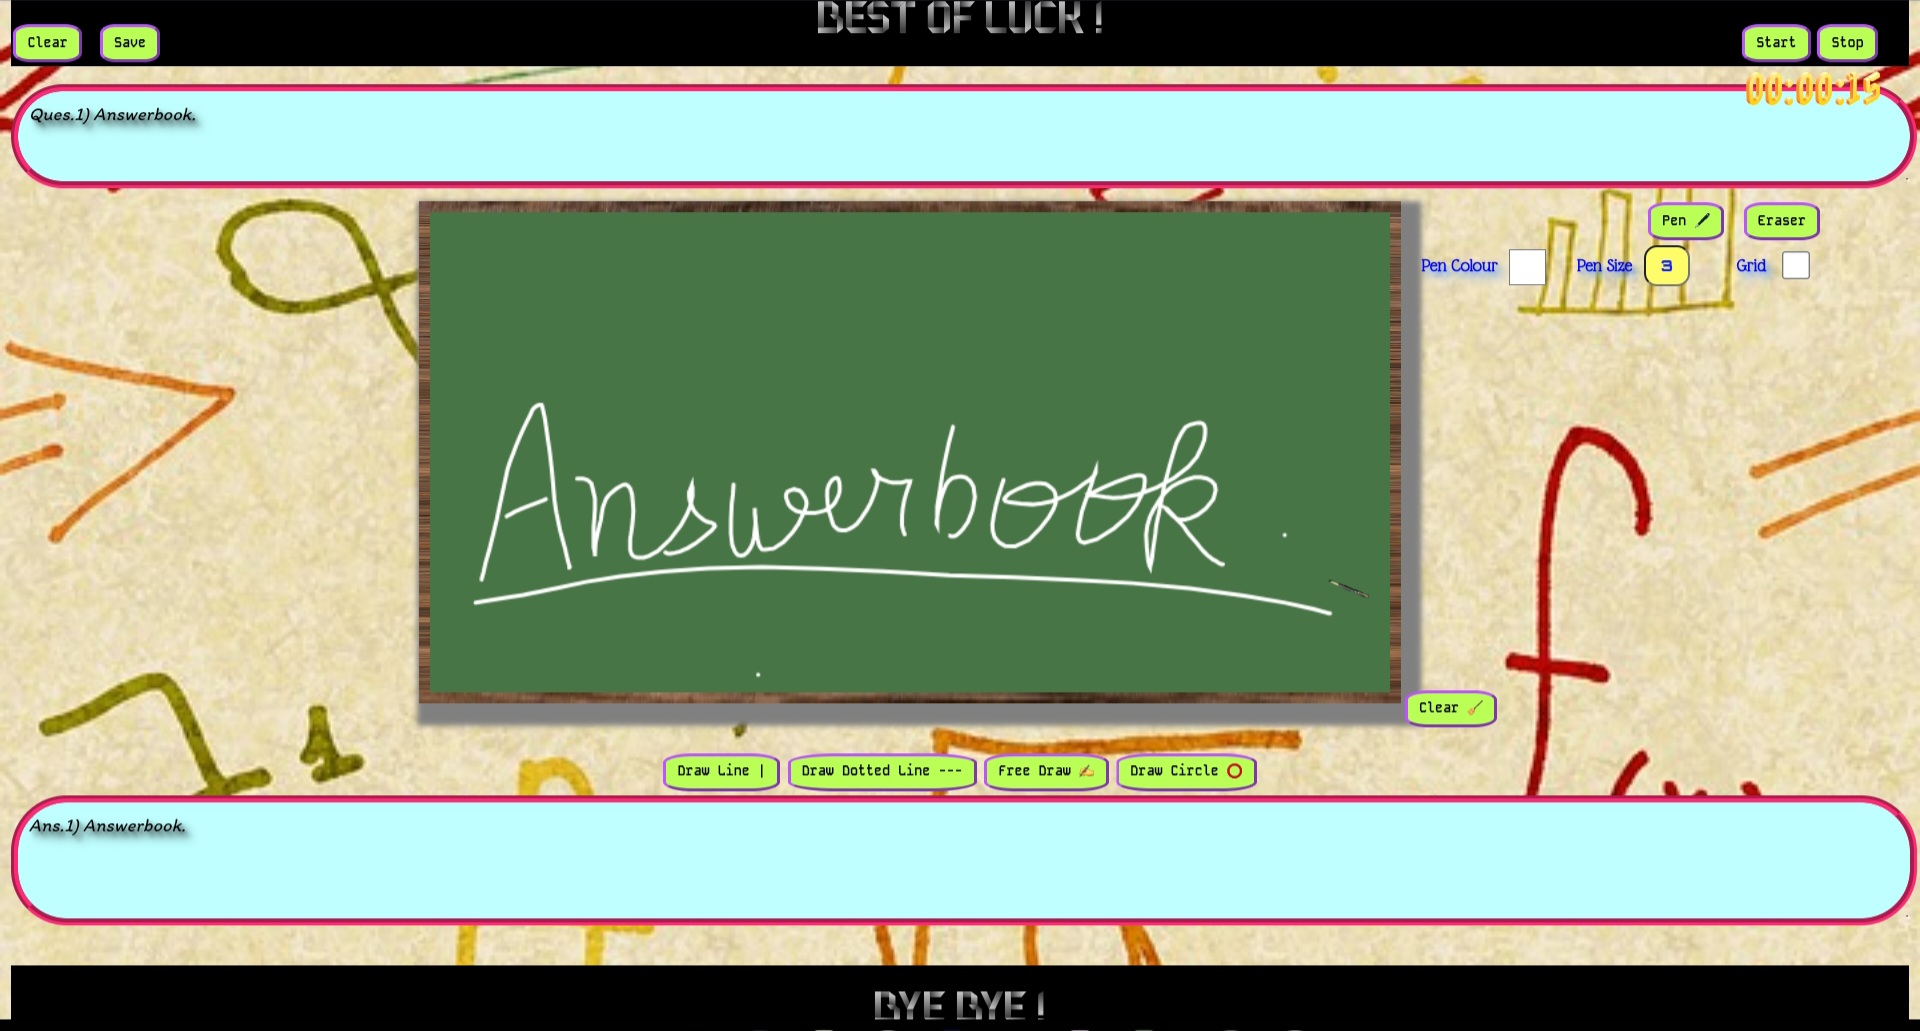 BEST OF LUCK !
Clear
Save
Start
Stop
00:00:15
Ques.1) Answerbook.
Pen
Eraser
Pen Colour
Pen Size
3
Grid
Answerbook.
Clear
Draw Line |
Draw Dotted Line ---
Free Draw
Draw Circle
Ans.1) Answerbook.
BYE BYE !